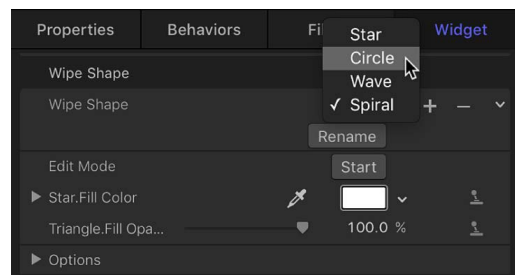 Properties Behaviors Fil Widget
Star
Circle
Wave
✓ Spiral
Wipe Shape
Wipe Shape
Rename
Edit Mode Start
Star.Fill Color
Triangle.Fill Opa... 100.0 %
Options